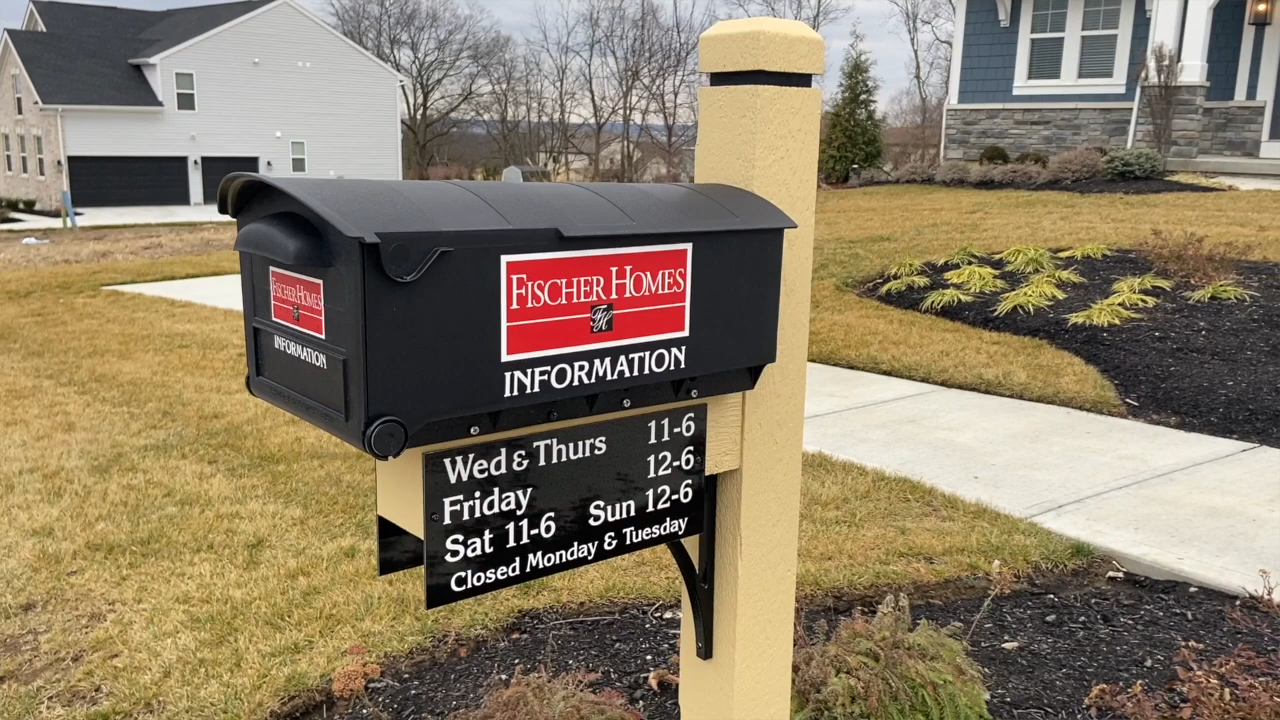 FISCHER HOMES
FH
INFORMATION
FISCHER HOMES
FH
INFORMATION
Wed & Thurs 11-6
Friday 12-6
Sat 11-6 Sun 12-6
Closed Monday & Tuesday